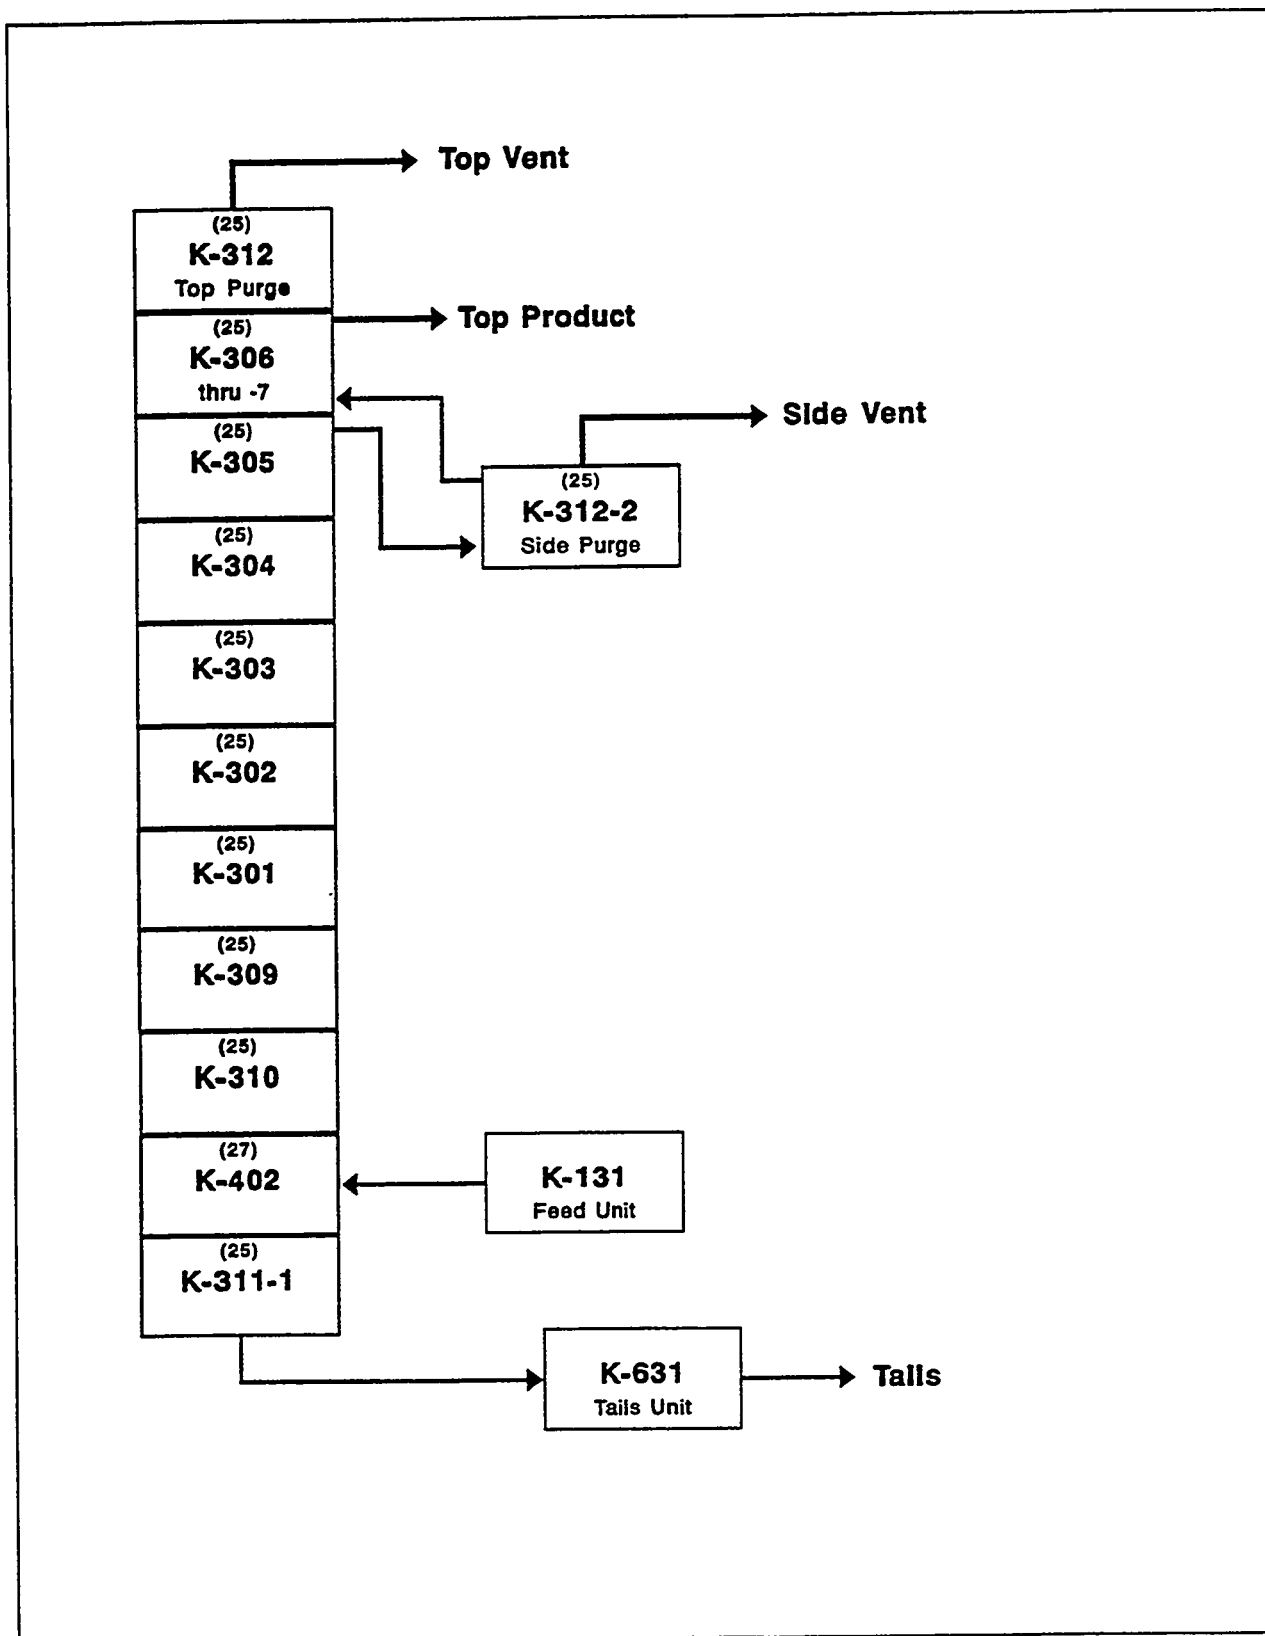 Top Vent
(25)
K-312
Top Purge
Top Product
(25)
K-306
thru -7
Side Vent
(25)
K-305
(25)
K-312-2
Side Purge
(25)
K-304
(25)
K-303
(25)
K-302
(25)
K-301
(25)
K-309
(25)
K-310
(27)
K-402
K-131
Feed Unit
(25)
K-311-1
K-631
Tails Unit
Tails